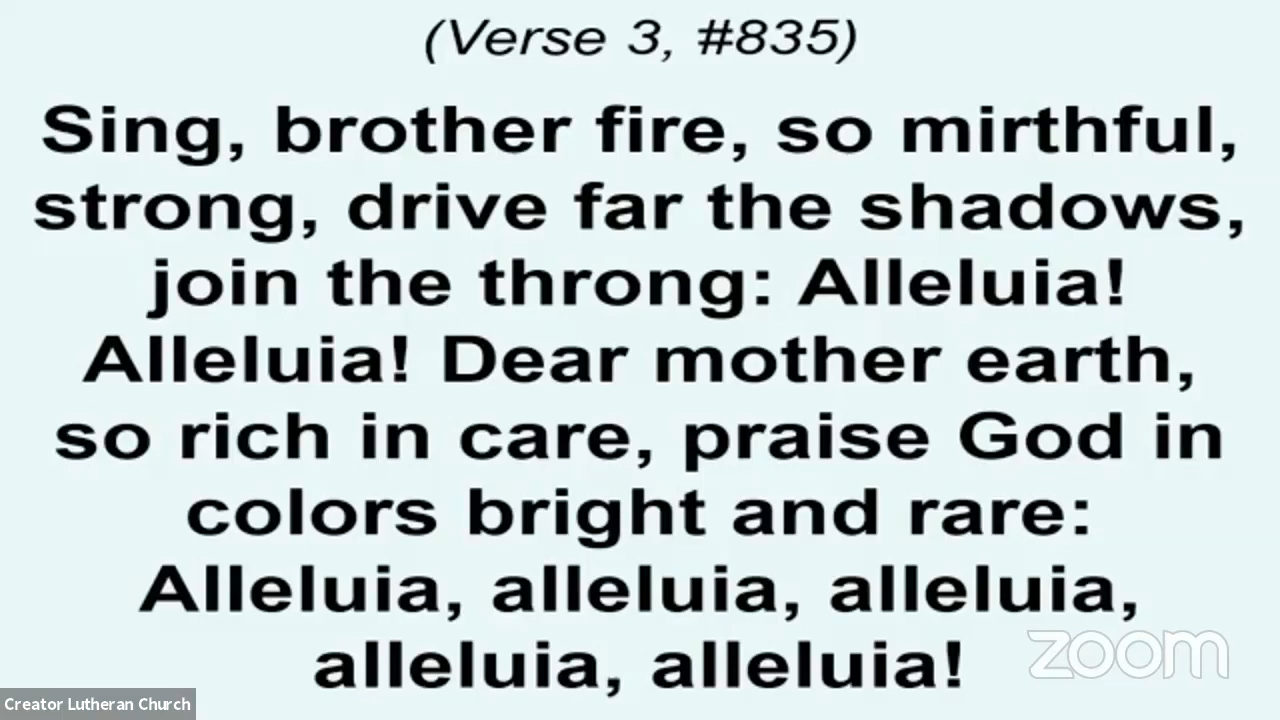 (Verse 3, #835)
Sing, brother fire, so mirthful,
strong, drive far the shadows,
join the throng: Alleluia!
Alleluia! Dear mother earth,
so rich in care, praise God in
colors bright and rare:
Alleluia, alleluia, alleluia,
alleluia, alleluia!
zoom
Creator Lutheran Church